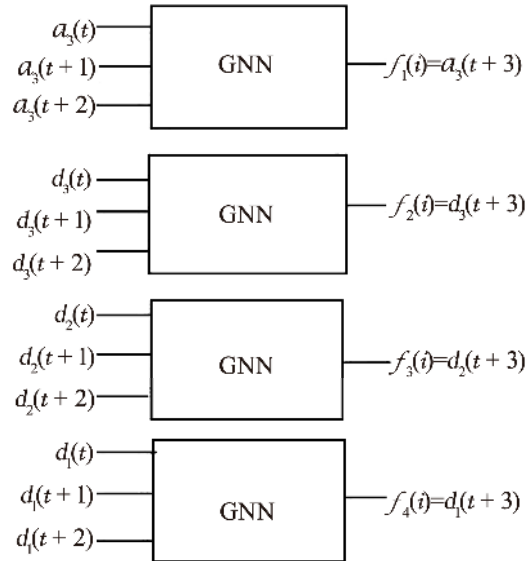 a₃(t)
a₃(t + 1)
a₃(t + 2)
GNN
f₁(i)=a₃(t + 3)
d₃(t)
d₃(t + 1)
d₃(t + 2)
GNN
f₂(i)=d₃(t + 3)
d₂(t)
d₂(t + 1)
d₂(t + 2)
GNN
f₃(i)=d₂(t + 3)
d₁(t)
d₁(t + 1)
d₁(t + 2)
GNN
f₄(i)=d₁(t + 3)